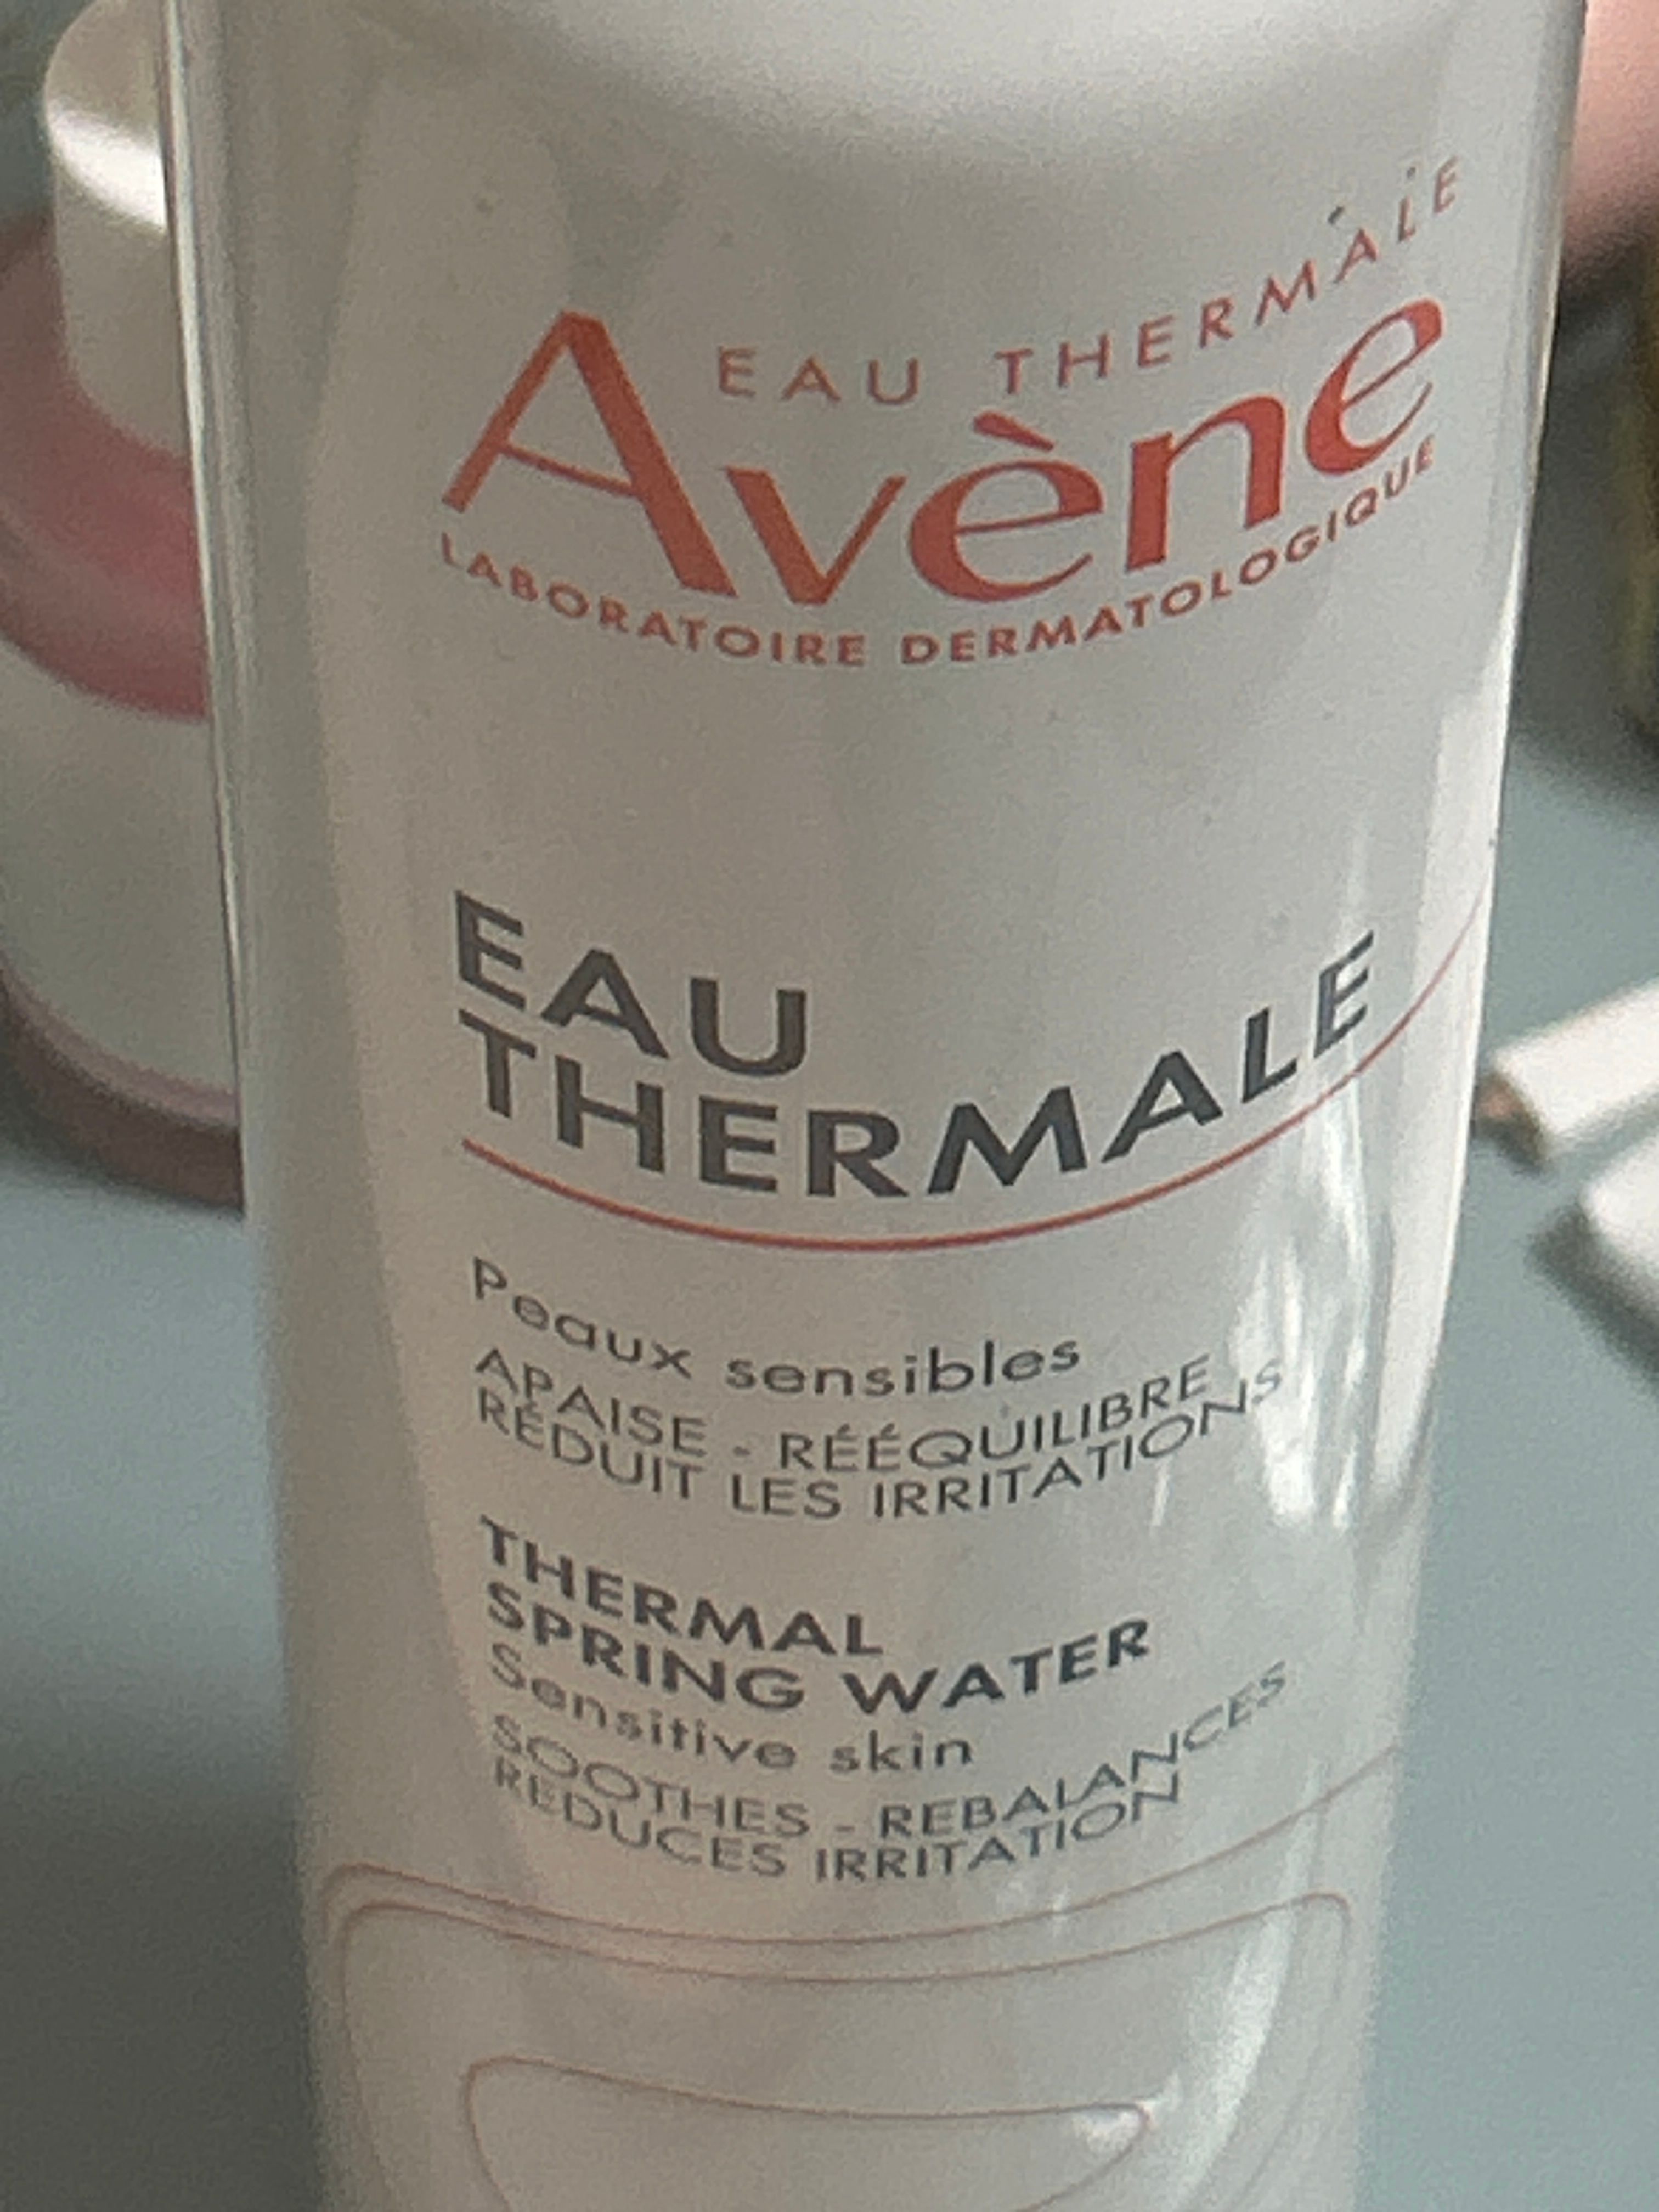 EAU THERMALE
Avène
LABORATOIRE DERMATOLOGIQUE
EAU
THERMALE
Peaux sensibles
APAISE - RÉÉQUILIBRE
RÉDUIT LES IRRITATIONS
THERMAL
SPRING WATER
Sensitive skin
SOOTHES - REBALANCES
REDUCES IRRITATION